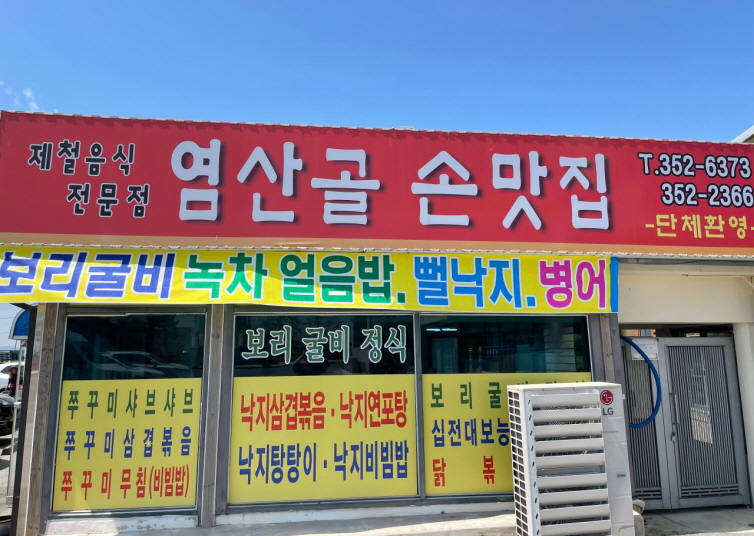 제철음식
전문점
염산골 손맛집
T.352-6373
352-2366
-단체환영-
보리굴비 녹차 얼음밥. 뻘낙지. 병어
보리 굴비 정식
쭈꾸미샤브샤브
쭈꾸미삼겹볶음
쭈꾸미무침(비빔밥)
낙지삼겹볶음 · 낙지연포탕
낙지탕탕이 · 낙지비빔밥
보리굴비
십전대보
닭볶
LG